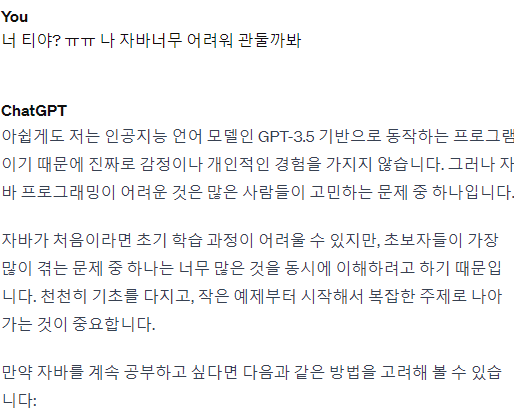 You
너 티야? ㅠㅠ 나 자바너무 어려워 관둘까봐
ChatGPT
아쉽게도 저는 인공지능 언어 모델인 GPT-3.5 기반으로 동작하는 프로그램
이기 때문에 진짜로 감정이나 개인적인 경험을 가지지 않습니다. 그러나 자
바 프로그래밍이 어려운 것은 많은 사람들이 고민하는 문제 중 하나입니다.
자바가 처음이라면 초기 학습 과정이 어려울 수 있지만, 초보자들이 가장
많이 겪는 문제 중 하나는 너무 많은 것을 동시에 이해하려고 하기 때문입
니다. 천천히 기초를 다지고, 작은 예제부터 시작해서 복잡한 주제로 나아
가는 것이 중요합니다.
만약 자바를 계속 공부하고 싶다면 다음과 같은 방법을 고려해 볼 수 있습
니다: